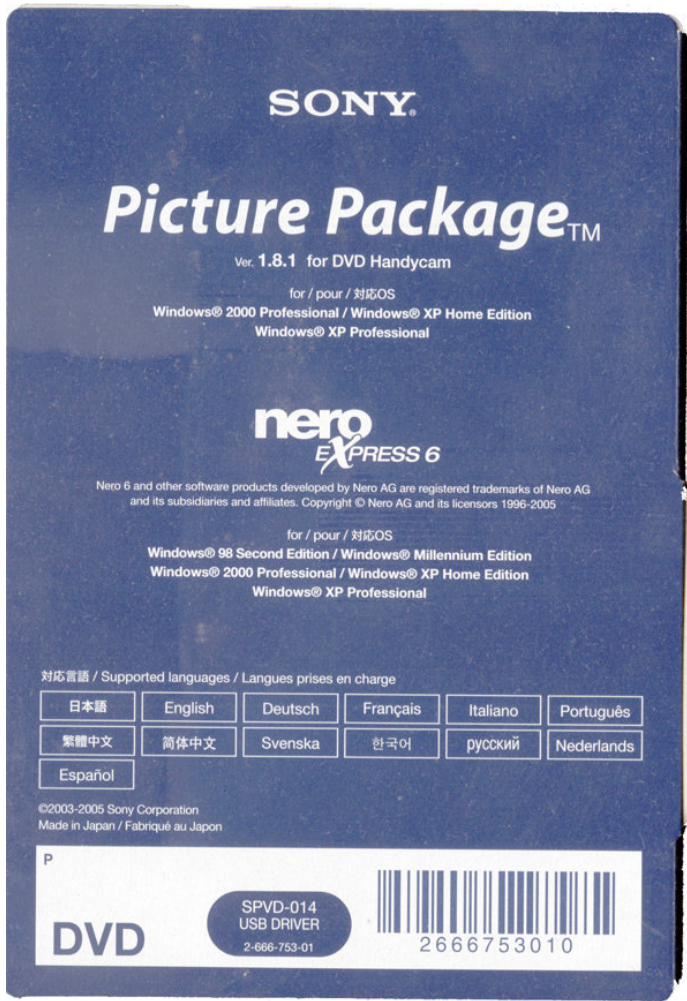 SONY®
Picture Package™
Ver. 1.8.1 for DVD Handycam
for / pour / 対応OS
Windows® 2000 Professional / Windows® XP Home Edition
Windows® XP Professional
nero
EXPRESS 6
Nero 6 and other software products developed by Nero AG are registered trademarks of Nero AG
and its subsidiaries and affiliates. Copyright © Nero AG and its licensors 1996-2005
for / pour / 対応OS
Windows® 98 Second Edition / Windows® Millennium Edition
Windows® 2000 Professional / Windows® XP Home Edition
Windows® XP Professional
対応言語 / Supported languages / Langues prises en charge
日本語 English Deutsch Français Italiano Português
繁體中文 简体中文 Svenska 한국어 русский Nederlands
Español
©2003-2005 Sony Corporation
Made in Japan / Fabriqué au Japon
P
DVD
SPVD-014
USB DRIVER
2-666-753-01
2666753010